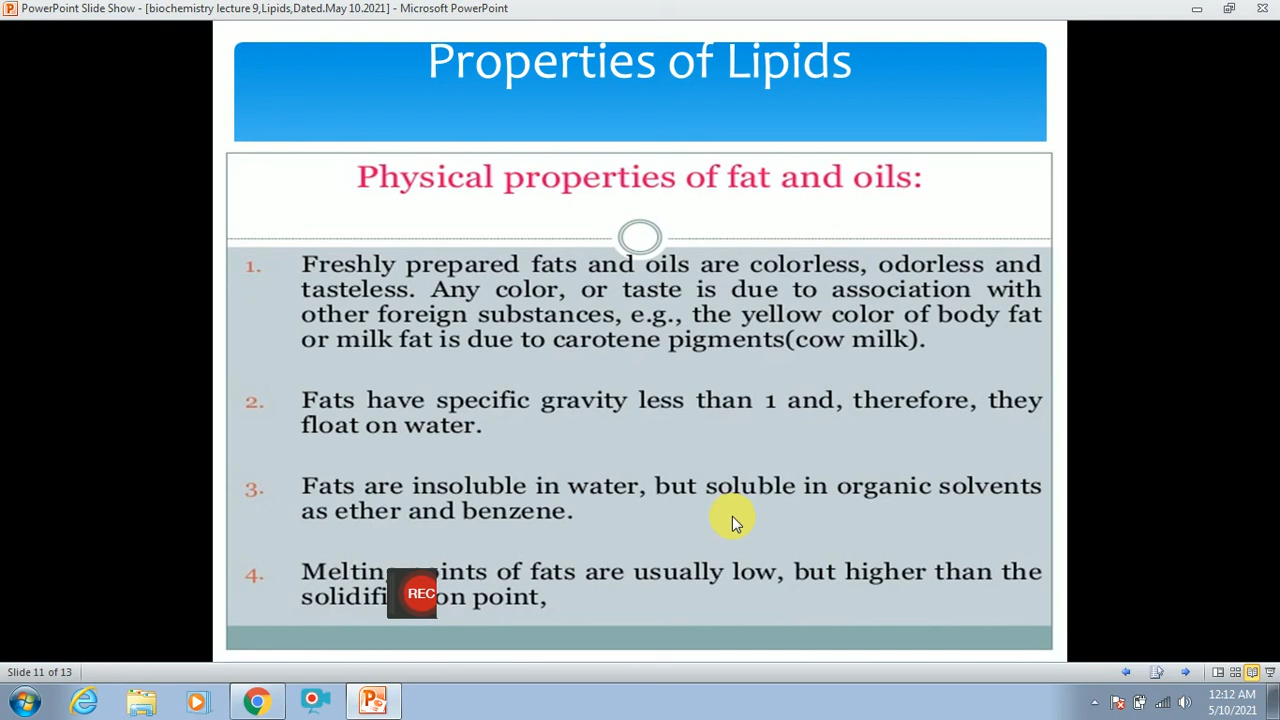 PowerPoint Slide Show - [biochemistry lecture 9,Lipids,Dated.May 10.2021] - Microsoft PowerPoint
Properties of Lipids
Physical properties of fat and oils:
1. Freshly prepared fats and oils are colorless, odorless and
tasteless. Any color, or taste is due to association with
other foreign substances, e.g., the yellow color of body fat
or milk fat is due to carotene pigments(cow milk).
2. Fats have specific gravity less than 1 and, therefore, they
float on water.
3. Fats are insoluble in water, but soluble in organic solvents
as ether and benzene.
4. Melting points of fats are usually low, but higher than the
solidification point,
REC
Slide 11 of 13
12:12 AM
5/10/2021